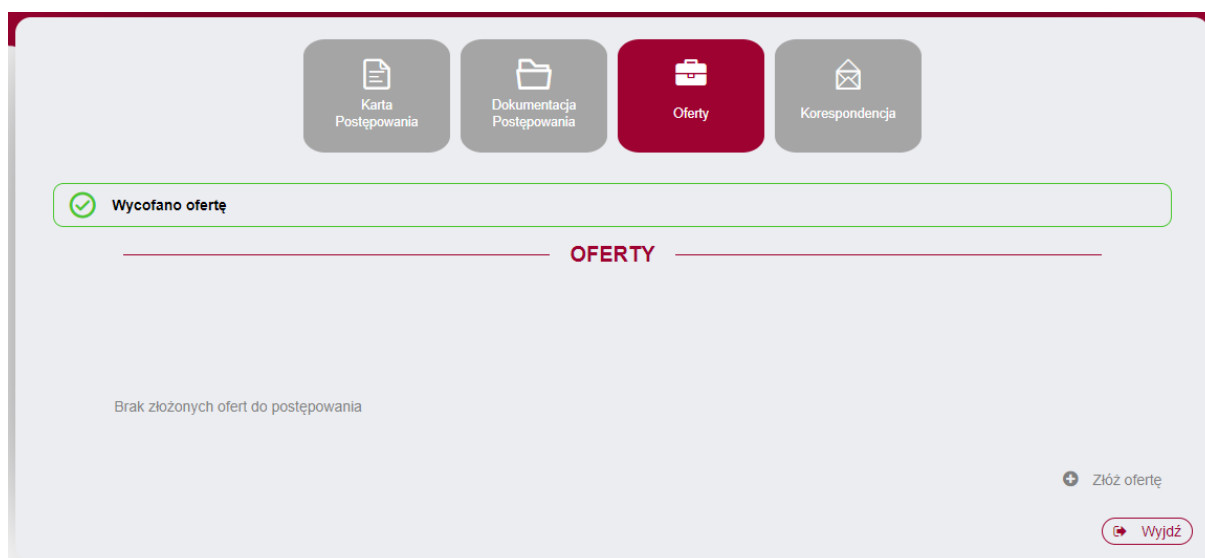 Karta
Postępowania
Dokumentacja
Postępowania
Oferty
Korespondencja
Wycofano ofertę
OFERTY
Brak złożonych ofert do postępowania
Złóż ofertę
Wyjdź